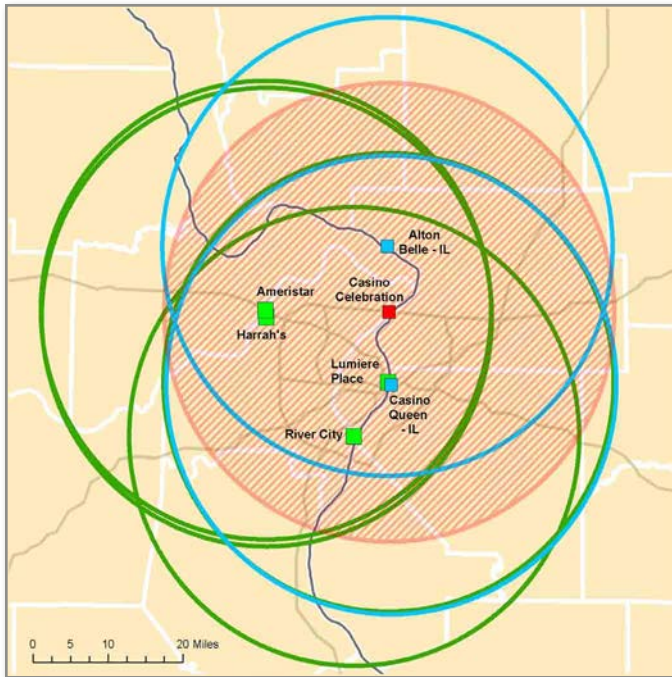 Alton
Belle - IL
Casino
Celebration
Ameristar
Harrah's
Lumiere
Place
Casino
Queen
- IL
River City
0 5 10 20 Miles